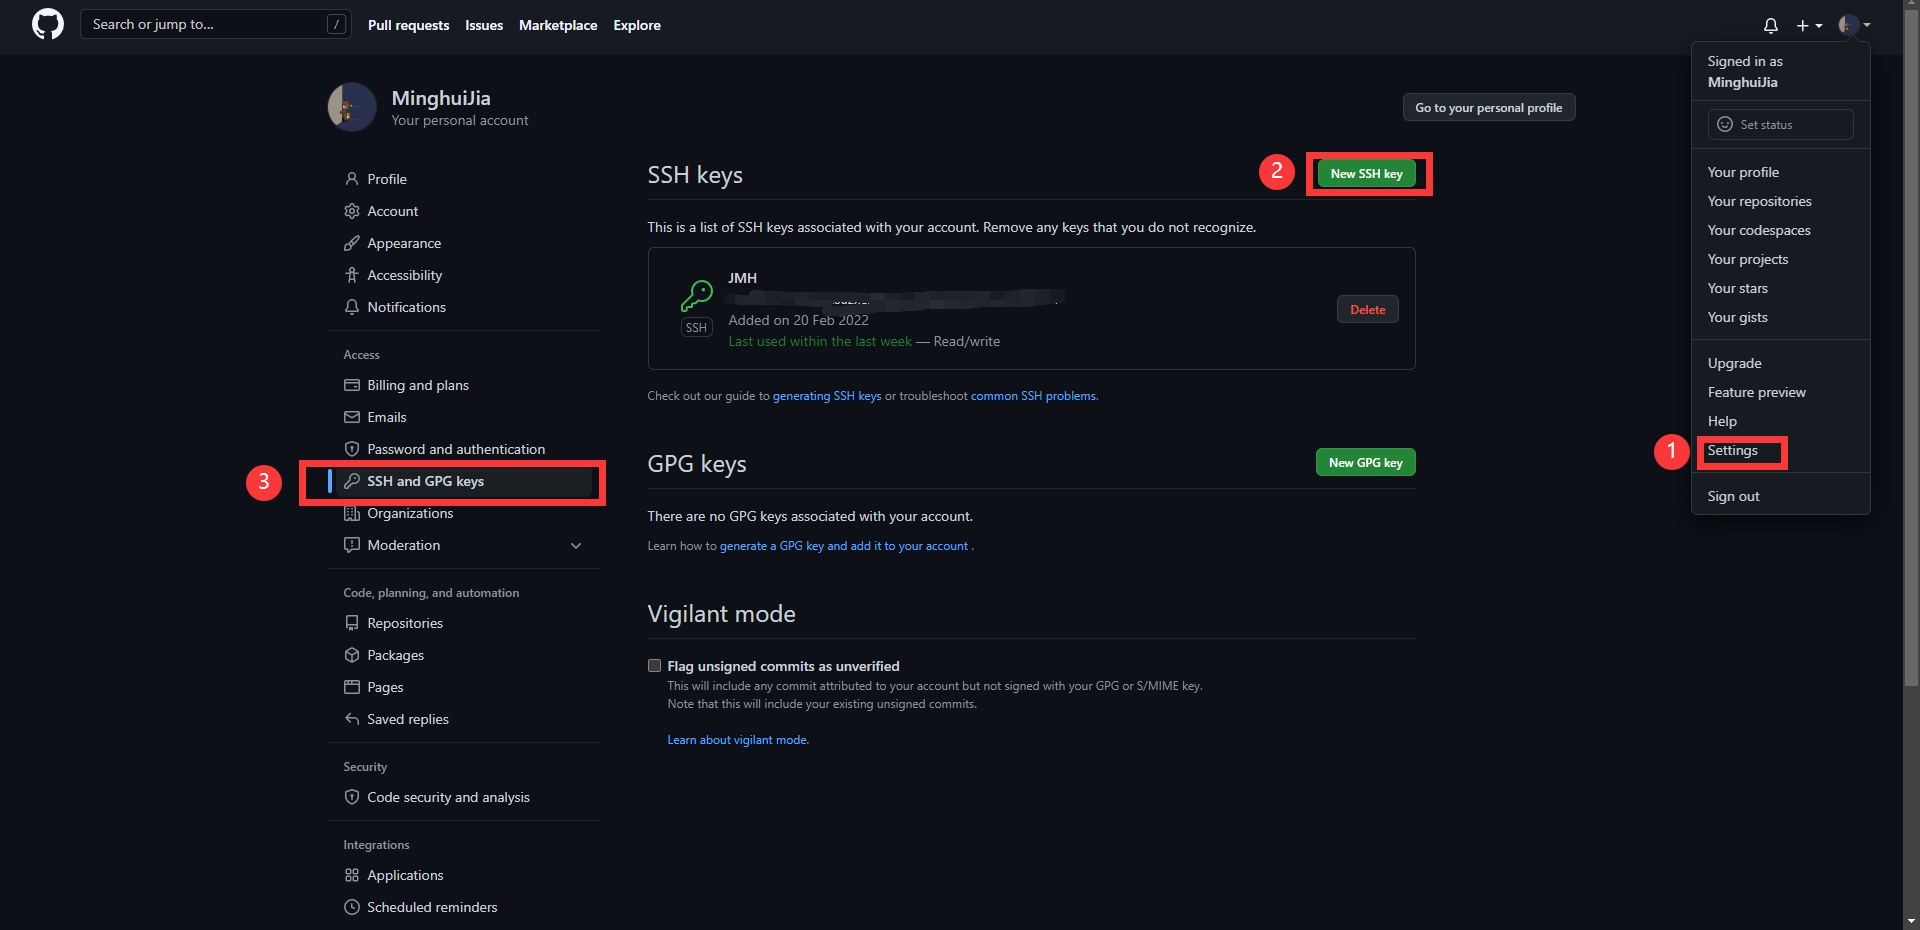 Search or jump to...
/
Pull requests
Issues
Marketplace
Explore
Signed in as
MinghuiJia
Set status
Your profile
Your repositories
Your codespaces
Your projects
Your stars
Your gists
Upgrade
Feature preview
Help
1
Settings
Sign out
MinghuiJia
Your personal account
Go to your personal profile
Profile
Account
Appearance
Accessibility
Notifications
Access
Billing and plans
Emails
Password and authentication
3
SSH and GPG keys
Organizations
Moderation
Code, planning, and automation
Repositories
Packages
Pages
Saved replies
Security
Code security and analysis
Integrations
Applications
Scheduled reminders
SSH keys
2
New SSH key
This is a list of SSH keys associated with your account. Remove any keys that you do not recognize.
JMH
SSH
Added on 20 Feb 2022
Last used within the last week — Read/write
Delete
Check out our guide to generating SSH keys or troubleshoot common SSH problems.
GPG keys
New GPG key
There are no GPG keys associated with your account.
Learn how to generate a GPG key and add it to your account .
Vigilant mode
Flag unsigned commits as unverified
This will include any commit attributed to your account but not signed with your GPG or S/MIME key.
Note that this will include your existing unsigned commits.
Learn about vigilant mode.